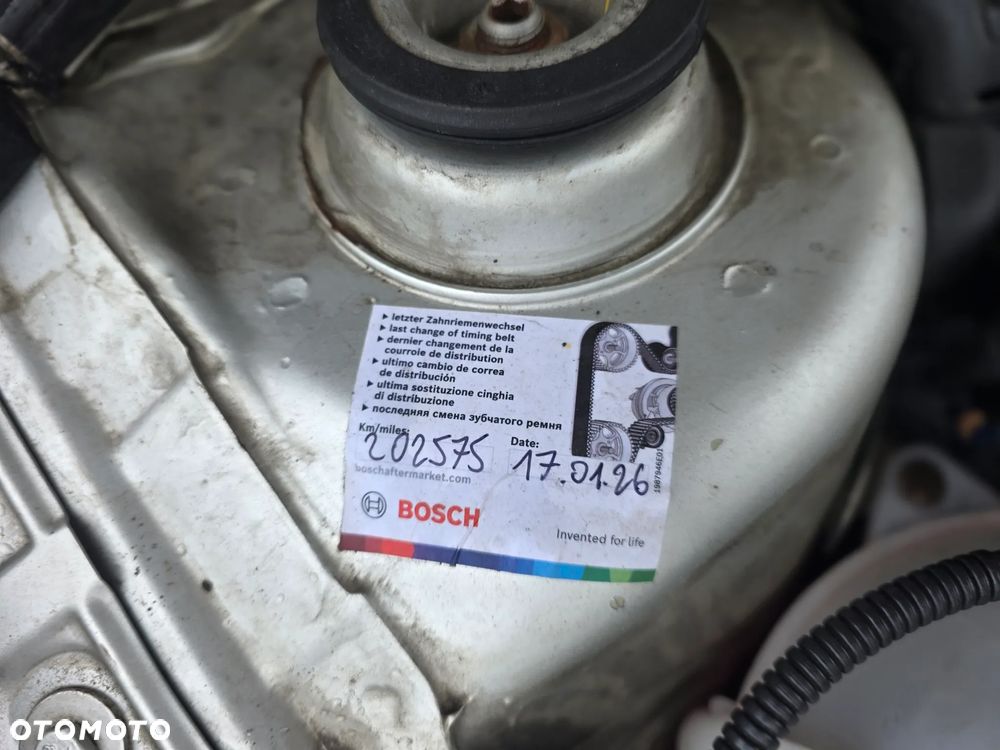 ▶ letzter Zahnriemenwechsel
▶ last change of timing belt
▶ dernier changement de la
courroie de distribution
▶ ultimo cambio de correa
de distribución
▶ ultima sostituzione cinghia
di distribuzione
▶ последняя смена зубчатого ремня
Km/miles: Date:
202575 17.01.26
boschaftermarket.com
1987946E01
BOSCH
Invented for life
OTOMOTO